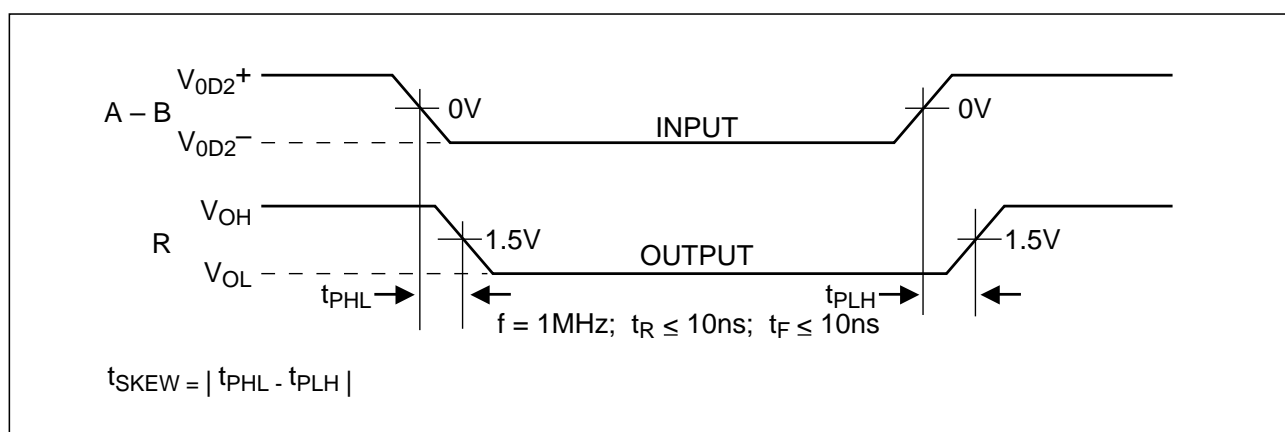 V0D2+
A – B
0V
0V
INPUT
V0D2–
VOH
R
1.5V
1.5V
OUTPUT
VOL
tPHL
tPLH
f = 1MHz; tR ≤ 10ns; tF ≤ 10ns
tSKEW = | tPHL - tPLH |